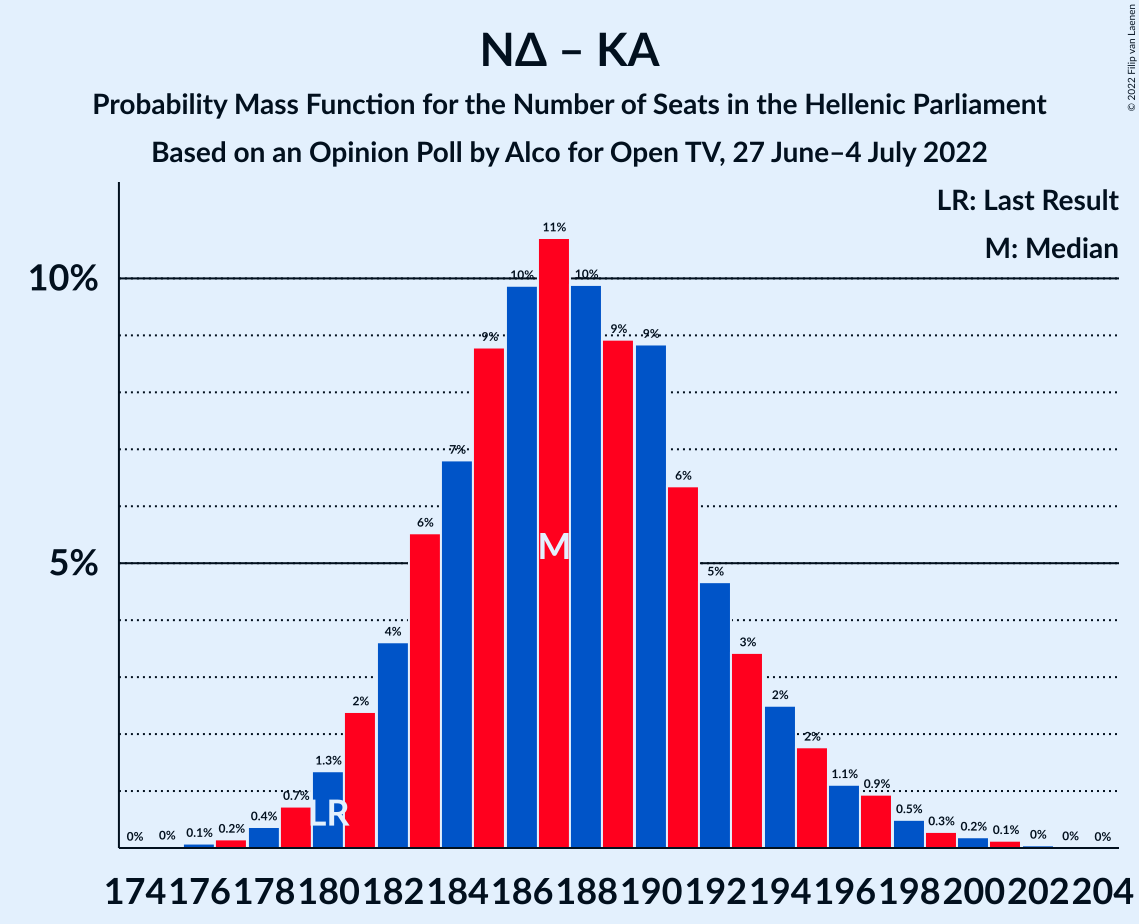 ΝΔ – ΚΑ
Probability Mass Function for the Number of Seats in the Hellenic Parliament
Based on an Opinion Poll by Alco for Open TV, 27 June–4 July 2022
© 2022 Filip van Laenen
LR: Last Result
M: Median
10%
5%
0% 0% 0.1% 0.2% 0.4% 0.7% 1.3% 2% 4% 6% 7% 9% 10% 11% 10% 9% 9% 6% 5% 3% 2% 2% 1.1% 0.9% 0.5% 0.3% 0.2% 0.1% 0% 0% 0%
M
LR
174 176 178 180 182 184 186 188 190 192 194 196 198 200 202 204